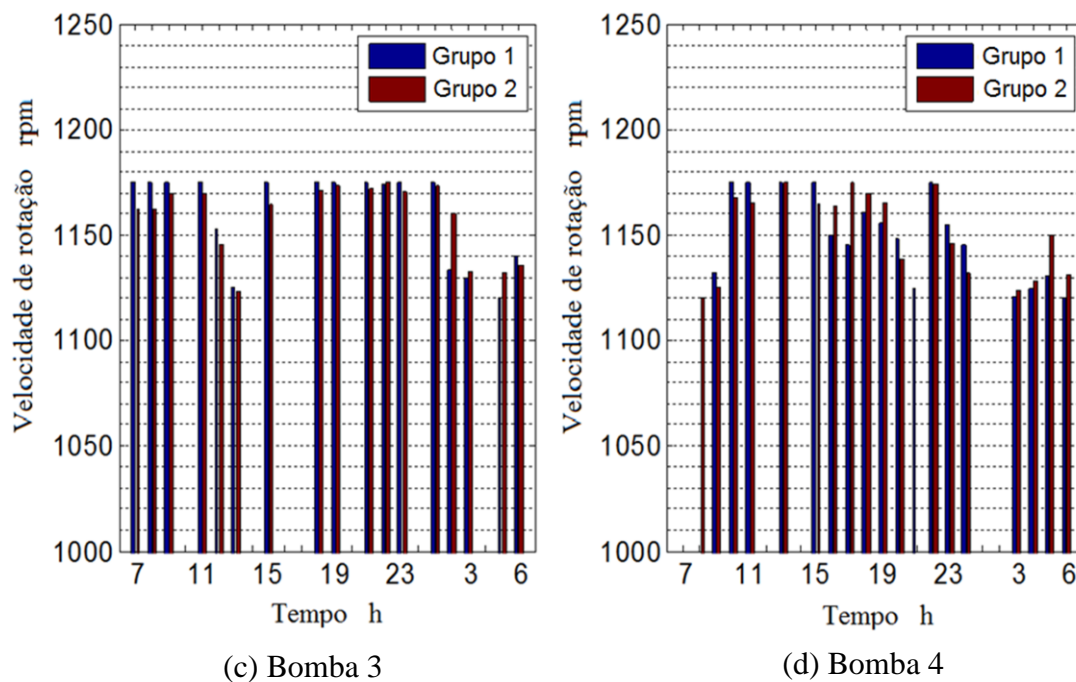 1250
1200
1150
1100
1050
1000
Velocidade de rotação rpm
Grupo 1
Grupo 2
7 11 15 19 23 3 6
Tempo h
(c) Bomba 3
1250
1200
1150
1100
1050
1000
Velocidade de rotação rpm
Grupo 1
Grupo 2
7 11 15 19 23 3 6
Tempo h
(d) Bomba 4